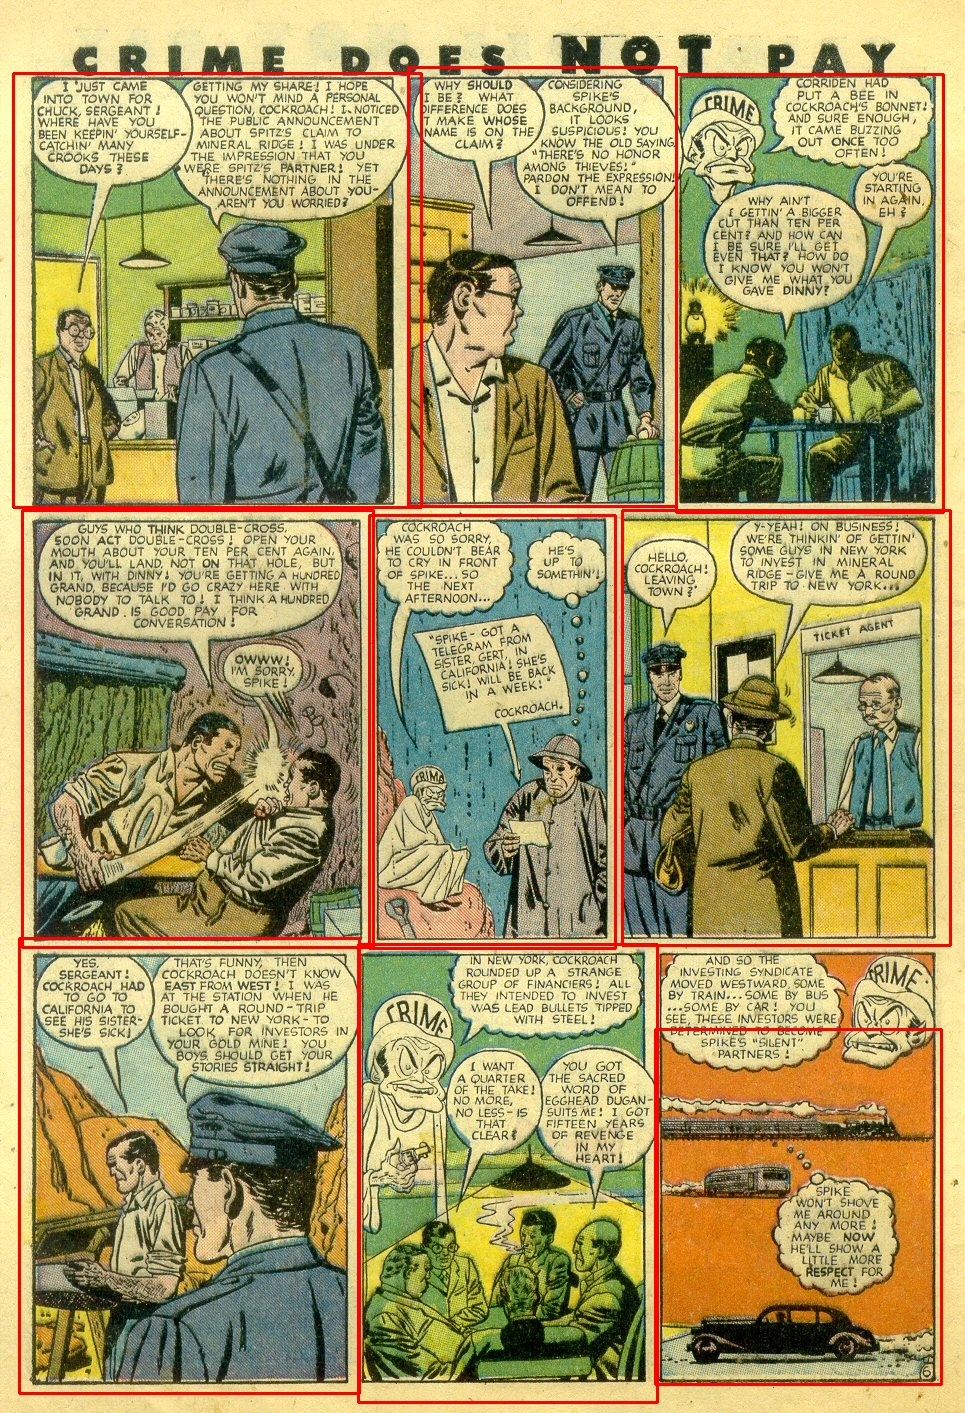 CRIME DOES NOT PAY
I JUST CAME
INTO TOWN FOR
CHUCK, SERGEANT!
WHERE HAVE YOU
BEEN KEEPIN' YOURSELF-
CATCHIN' MANY
CROOKS THESE
DAYS?
GETTING MY SHARE! I HOPE
YOU WON'T MIND A PERSONAL
QUESTION, COCKROACH! I NOTICED
THE PUBLIC ANNOUNCEMENT
ABOUT SPITZ'S CLAIM TO
MINERAL RIDGE! I WAS UNDER
THE IMPRESSION THAT YOU
WERE SPITZ'S PARTNER! YET
THERE'S NOTHING IN THE
ANNOUNCEMENT ABOUT YOU-
AREN'T YOU WORRIED?
WHY SHOULD
I BE? WHAT
DIFFERENCE DOES
IT MAKE WHOSE
NAME IS ON THE
CLAIM?
CONSIDERING
SPIKE'S
BACKGROUND,
IT LOOKS
SUSPICIOUS! YOU
KNOW THE OLD SAYING,
"THERE'S NO HONOR
AMONG THIEVES!"
PARDON THE EXPRESSION!
I DON'T MEAN TO
OFFEND!
CRIME
CORRIDEN HAD
PUT A BEE IN
COCKROACH'S BONNET!
AND SURE ENOUGH,
IT CAME BUZZING
OUT ONCE TOO
OFTEN!
WHY AIN'T
I GETTIN' A BIGGER
CUT THAN TEN PER
CENT? AND HOW CAN
I BE SURE I'LL GET
EVEN THAT? HOW DO
I KNOW YOU WON'T
GIVE ME WHAT YOU
GAVE DINNY?
YOU'RE
STARTING
IN AGAIN,
EH?
GUYS WHO THINK DOUBLE-CROSS,
SOON ACT DOUBLE-CROSS! OPEN YOUR
MOUTH ABOUT YOUR TEN PER CENT AGAIN,
AND YOU'LL LAND, NOT ON THAT HOLE, BUT
IN IT, WITH DINNY! YOU'RE GETTING A HUNDRED
GRAND, BECAUSE I'D GO CRAZY HERE WITH
NOBODY TO TALK TO! I THINK A HUNDRED
GRAND IS GOOD PAY FOR
CONVERSATION!
OWWW!
I'M SORRY,
SPIKE!
COCKROACH
WAS SO SORRY,
HE COULDN'T BEAR
TO CRY IN FRONT
OF SPIKE...SO
THE NEXT
AFTERNOON...
HE'S
UP TO
SOMETHIN'!
"SPIKE-GOT A
TELEGRAM FROM
SISTER, GERT, IN
CALIFORNIA! SHE'S
SICK! WILL BE BACK
IN A WEEK!"
COCKROACH.
CRIME
HELLO,
COCKROACH!
LEAVING
TOWN?
Y-YEAH! ON BUSINESS!
WE'RE THINKIN' OF GETTIN'
SOME GUYS IN NEW YORK
TO INVEST IN MINERAL
RIDGE-GIVE ME A ROUND
TRIP TO NEW YORK...
TICKET AGENT
YES,
SERGEANT!
COCKROACH HAD
TO GO TO
CALIFORNIA TO
SEE HIS SISTER-
SHE'S SICK!
THAT'S FUNNY, THEN
COCKROACH DOESN'T KNOW
EAST FROM WEST! I WAS
AT THE STATION WHEN HE
BOUGHT A ROUND-TRIP
TICKET TO NEW YORK-TO
LOOK FOR INVESTORS IN
YOUR GOLD MINE! YOU
BOYS SHOULD GET YOUR
STORIES STRAIGHT!
IN NEW YORK, COCKROACH
ROUNDED UP A STRANGE
GROUP OF FINANCIERS! ALL
THEY INTENDED TO INVEST
WAS LEAD BULLETS TIPPED
WITH STEEL!
CRIME
I WANT
A QUARTER
OF THE TAKE!
NO MORE,
NO LESS-IS
THAT
CLEAR?
YOU GOT
THE SACRED
WORD OF
EGGHEAD DUGAN-
SUITS ME! I GOT
FIFTEEN YEARS
OF REVENGE
IN MY
HEART!
AND SO THE
INVESTING SYNDICATE
MOVED WESTWARD, SOME
BY TRAIN...SOME BY BUS
...SOME BY CAR! YOU
SEE THESE INVESTORS WERE
DETERMINED TO BECOME
SPIKE'S "SILENT"
PARTNERS!
CRIME
SPIKE
WON'T SHOVE
ME AROUND
ANY MORE!
MAYBE NOW
HE'LL SHOW A
LITTLE MORE
RESPECT FOR
ME!
6